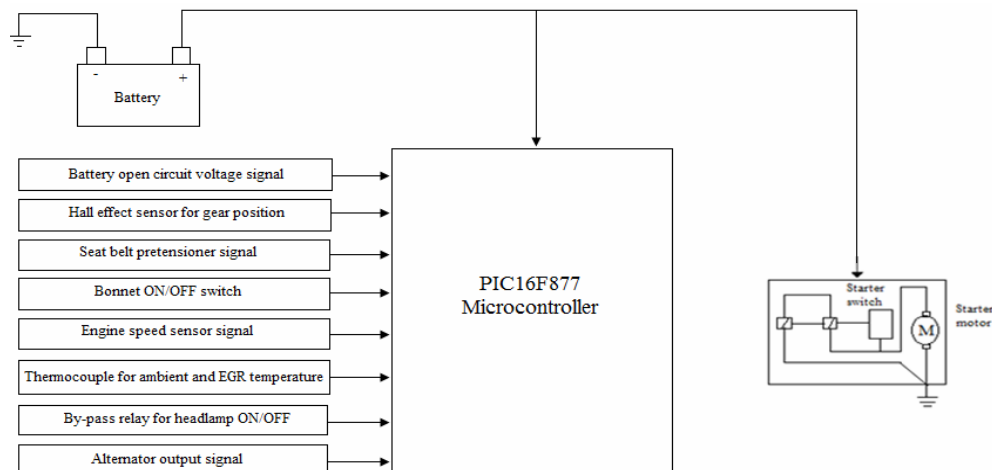 -
+
Battery
Battery open circuit voltage signal
Hall effect sensor for gear position
Seat belt pretensioner signal
Bonnet ON/OFF switch
Engine speed sensor signal
Thermocouple for ambient and EGR temperature
By-pass relay for headlamp ON/OFF
Alternator output signal
PIC16F877
Microcontroller
Starter
switch
M
Starter
motor